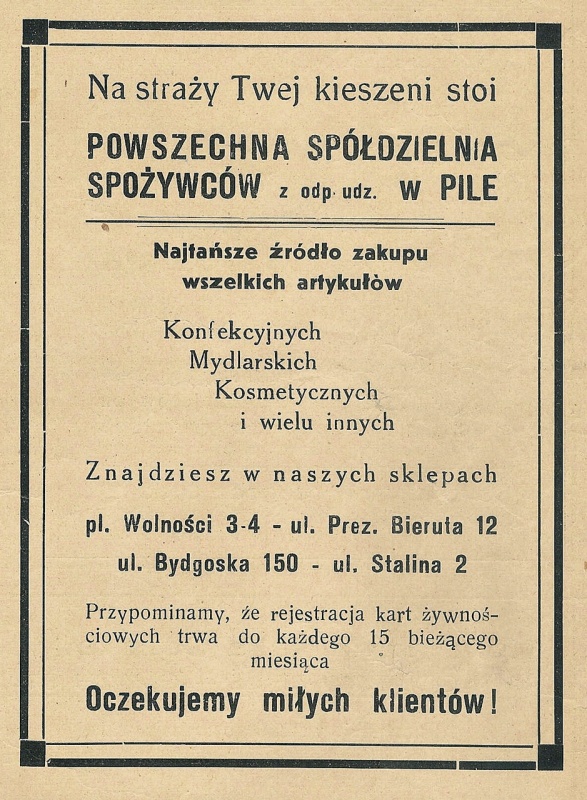 Na straży Twej kieszeni stoi
POWSZECHNA SPÓŁDZIELNIA
SPOŻYWCÓW z odp. udz. W PILE
Najtańsze źródło zakupu
wszelkich artykułòw
Konfekcyjnych
Mydlarskich
Kosmetycznych
i wielu innych
Znajdziesz w naszych sklepach
pl. Wolności 3-4 - ul. Prez. Bieruta 12
ul. Bydgoska 150 - ul. Stalina 2
Przypominamy, że rejestracja kart żywnoś-
ciowych trwa do każdego 15 bieżącego
miesiąca
Oczekujemy miłych klientów!